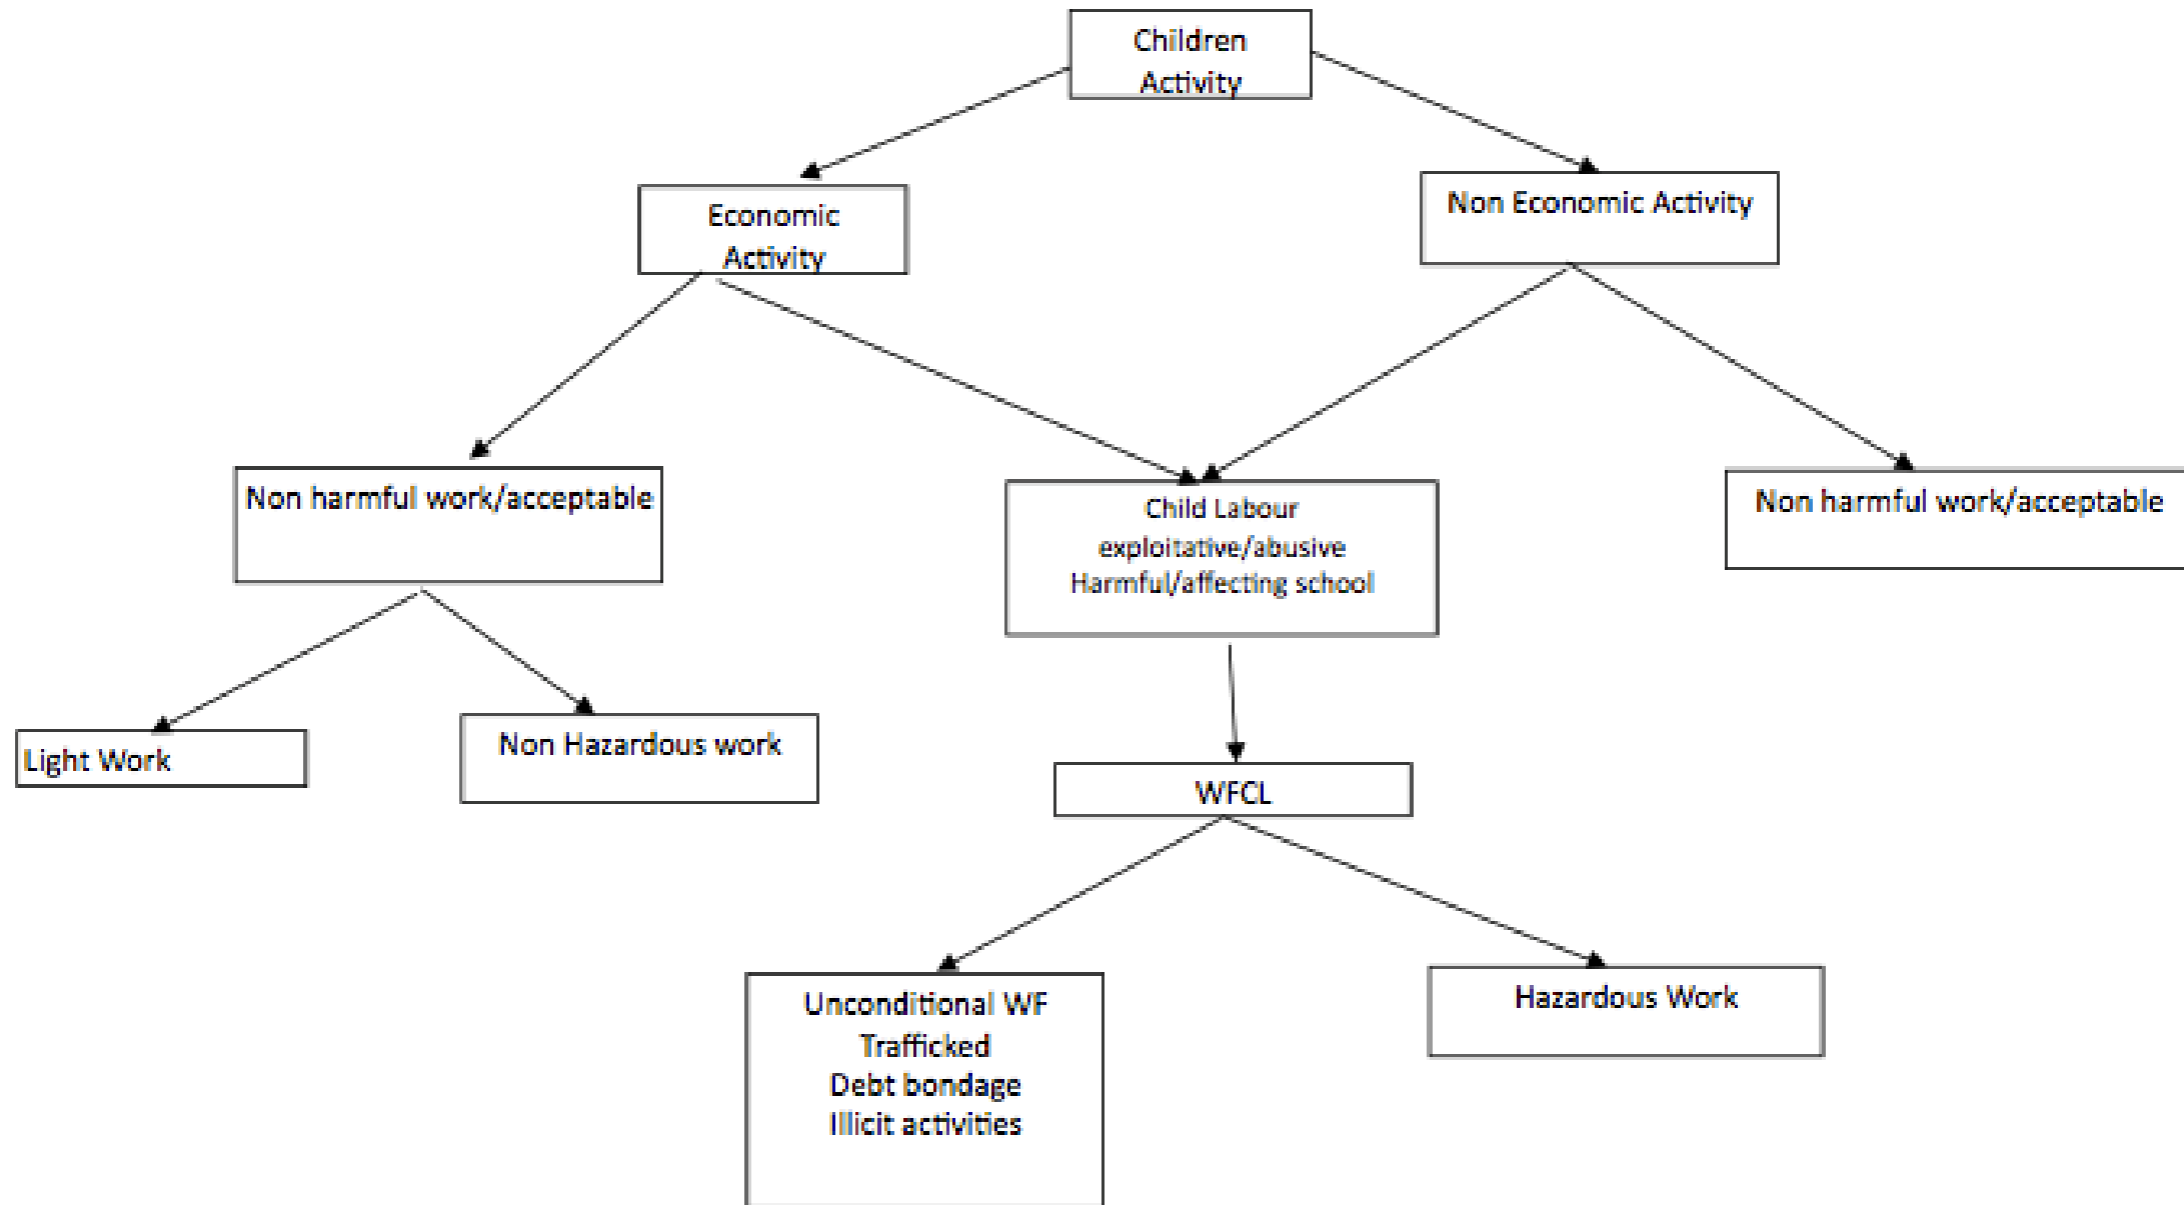 Children
Activity
Economic
Activity
Non Economic Activity
Non harmful work/acceptable
Child Labour
exploitative/abusive
Harmful/affecting school
Non harmful work/acceptable
Light Work
Non Hazardous work
WFCL
Unconditional WF
Trafficked
Debt bondage
Illicit activities
Hazardous Work